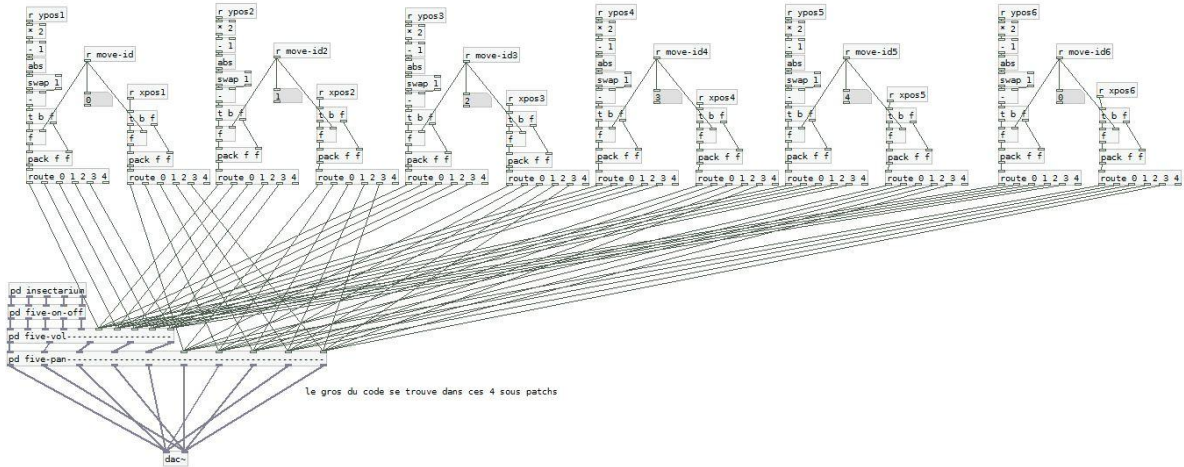 r ypos1
* 2
- 1
abs
swap 1
-
t b f
f
pack f f
route 0 1 2 3 4
r move-id
0
r xpos1
t b f
f
pack f f
route 0 1 2 3 4
r ypos2
* 2
- 1
abs
swap 1
-
t b f
f
pack f f
route 0 1 2 3 4
r move-id2
1
r xpos2
t b f
f
pack f f
route 0 1 2 3 4
r ypos3
* 2
- 1
abs
swap 1
-
t b f
f
pack f f
route 0 1 2 3 4
r move-id3
2
r xpos3
t b f
f
pack f f
route 0 1 2 3 4
r ypos4
* 2
- 1
abs
swap 1
-
t b f
f
pack f f
route 0 1 2 3 4
r move-id4
3
r xpos4
t b f
f
pack f f
route 0 1 2 3 4
r ypos5
* 2
- 1
abs
swap 1
-
t b f
f
pack f f
route 0 1 2 3 4
r move-id5
4
r xpos5
t b f
f
pack f f
route 0 1 2 3 4
r ypos6
* 2
- 1
abs
swap 1
-
t b f
f
pack f f
route 0 1 2 3 4
r move-id6
0
r xpos6
t b f
f
pack f f
route 0 1 2 3 4
pd insectarium
pd five-on-off
pd five-vol-----------------------
pd five-pan-------------------------------------------------------
le gros du code se trouve dans ces 4 sous patchs
dac~